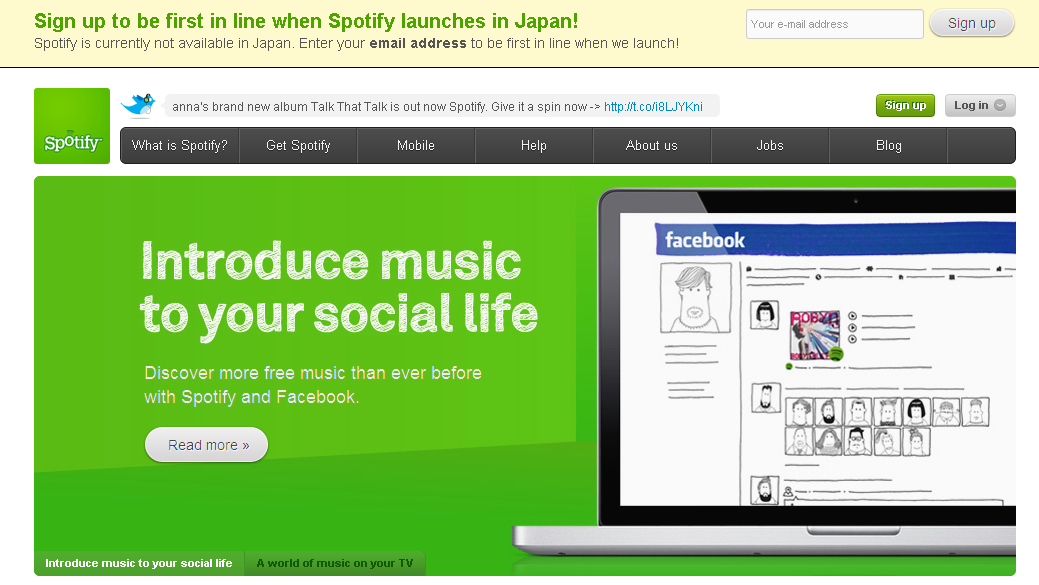 Sign up to be first in line when Spotify launches in Japan!
Spotify is currently not available in Japan. Enter your email address to be first in line when we launch!
Your e-mail address
Sign up
anna's brand new album Talk That Talk is out now Spotify. Give it a spin now -> http://t.co/i8LJYKni
Sign up
Log in
Spotify
What is Spotify?
Get Spotify
Mobile
Help
About us
Jobs
Blog
Introduce music
to your social life
Discover more free music than ever before
with Spotify and Facebook.
Read more »
facebook
ROBYN
Introduce music to your social life
A world of music on your TV